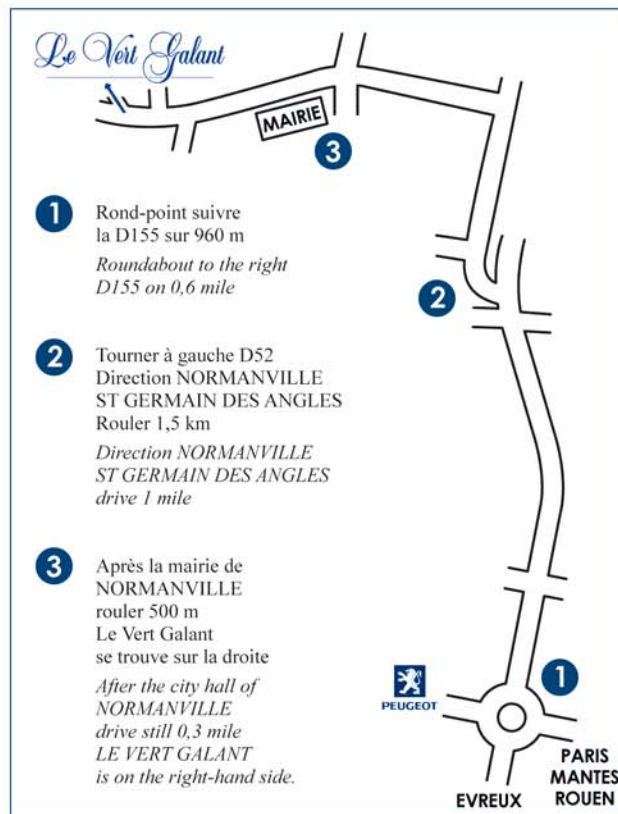 Le Vert Galant
MAIRIE
3
1
Rond-point suivre
la D155 sur 960 m
Roundabout to the right
D155 on 0,6 mile
2
2
Tourner à gauche D52
Direction NORMANVILLE
ST GERMAIN DES ANGLES
Rouler 1,5 km
Direction NORMANVILLE
ST GERMAIN DES ANGLES
drive 1 mile
3
Après la mairie de
NORMANVILLE
rouler 500 m
Le Vert Galant
se trouve sur la droite
After the city hall of
NORMANVILLE
drive still 0,3 mile
LE VERT GALANT
is on the right-hand side.
1
PEUGEOT
EVREUX
PARIS
MANTES
ROUEN